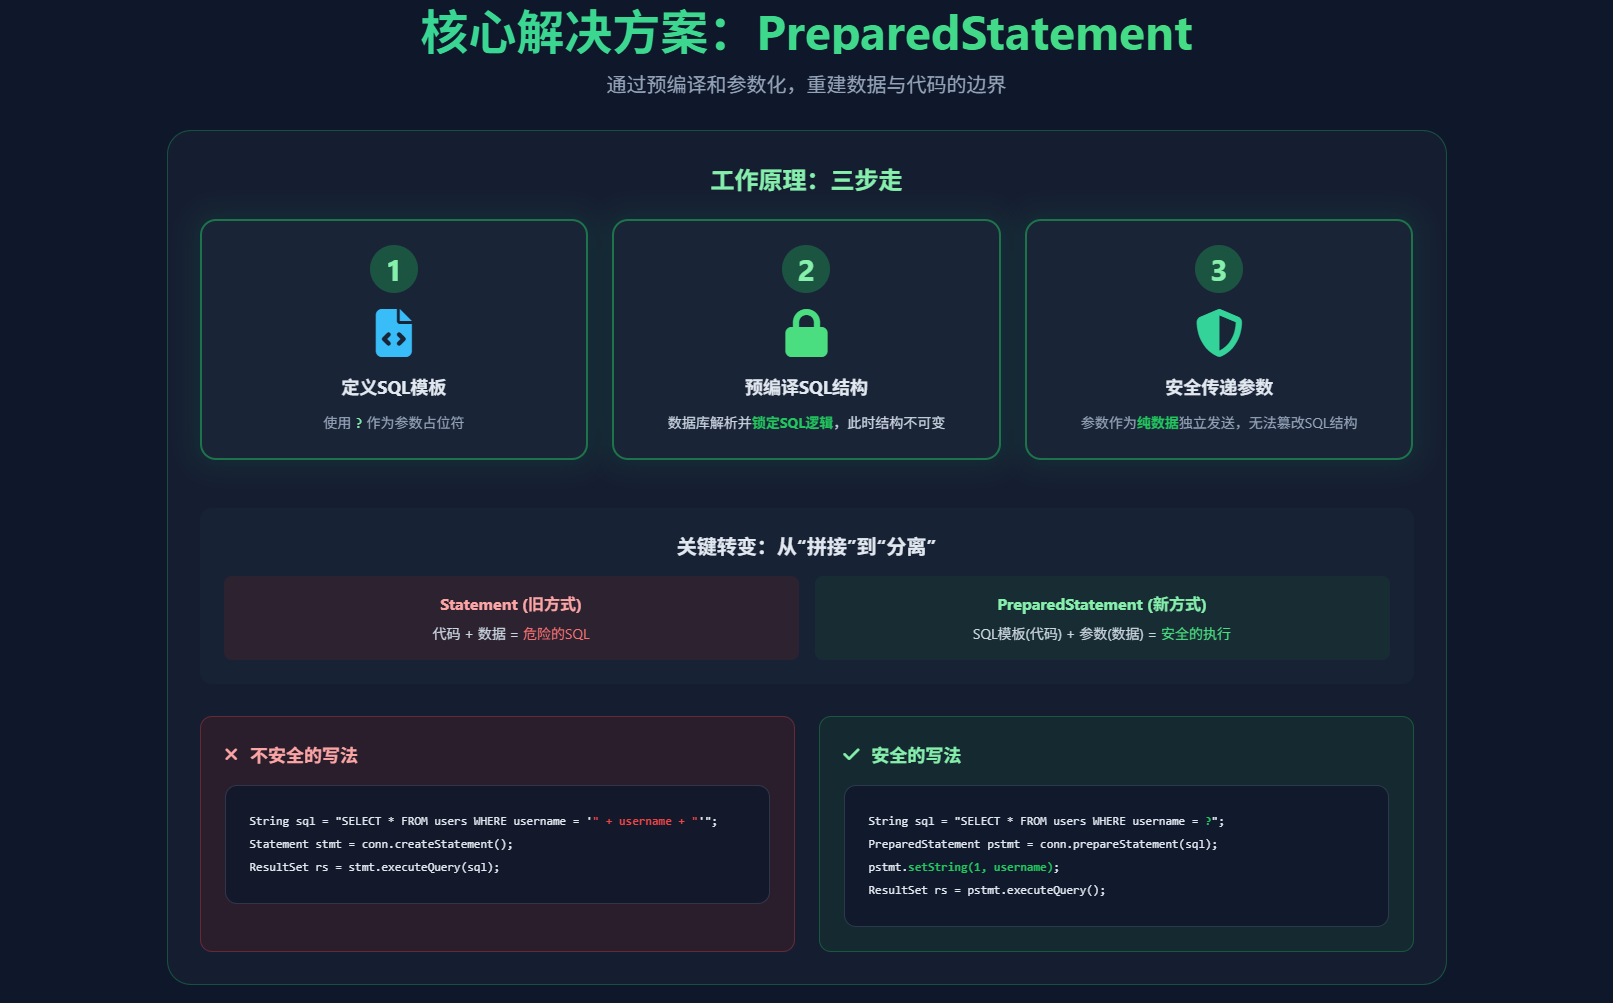 核心解决方案：PreparedStatement
通过预编译和参数化，重建数据与代码的边界
工作原理：三步走
1
定义SQL模板
使用 ? 作为参数占位符
2
预编译SQL结构
数据库解析并锁定SQL逻辑，此时结构不可变
3
安全传递参数
参数作为纯数据独立发送，无法篡改SQL结构
关键转变：从“拼接”到“分离”
Statement (旧方式)
代码 + 数据 = 危险的SQL
PreparedStatement (新方式)
SQL模板(代码) + 参数(数据) = 安全的执行
不安全的写法
String sql = "SELECT * FROM users WHERE username = '" + username + "'";
Statement stmt = conn.createStatement();
ResultSet rs = stmt.executeQuery(sql);
安全的写法
String sql = "SELECT * FROM users WHERE username = ?";
PreparedStatement pstmt = conn.prepareStatement(sql);
pstmt.setString(1, username);
ResultSet rs = pstmt.executeQuery();